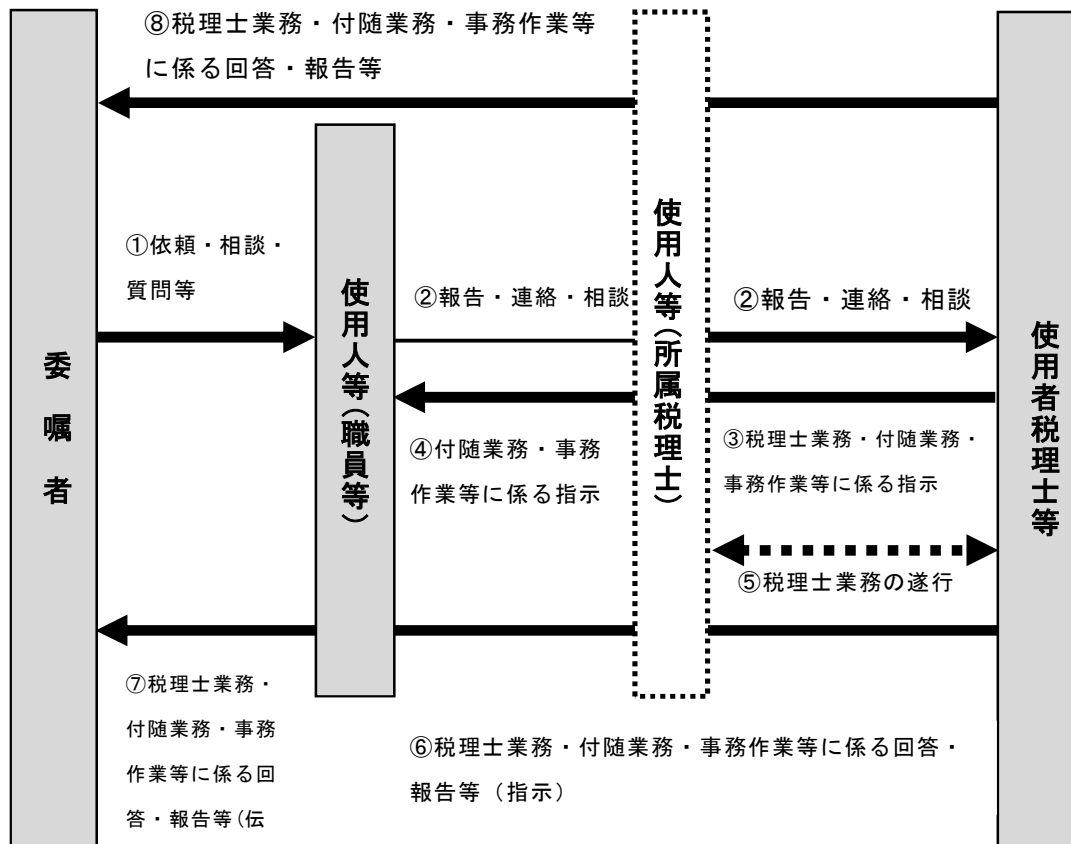 ⑧税理士業務・付随業務・事務作業等
に係る回答・報告等
①依頼・相談・
質問等
②報告・連絡・相談
②報告・連絡・相談
委嘱者
使用人等(職員等)
使用人等(所属税理士)
使用者税理士等
④付随業務・事務
作業等に係る指示
③税理士業務・付随業務・
事務作業等に係る指示
⑤税理士業務の遂行
⑦税理士業務・
付随業務・事務
作業等に係る回
答・報告等(伝
⑥税理士業務・付随業務・事務作業等に係る回答・
報告等（指示）